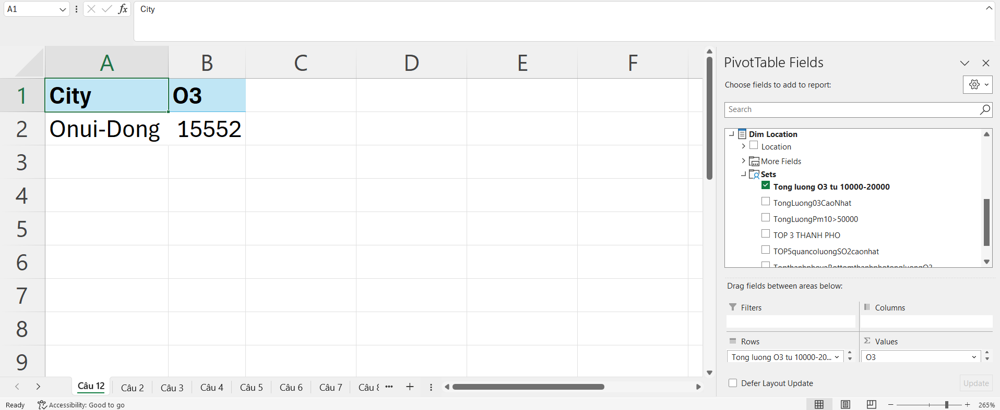 A1
fx
City
A B C D E F
1 City O3
2 Onui-Dong 15552
3
4
5
6
7
8
9
PivotTable Fields
Choose fields to add to report:
Search
Dim Location
Location
More Fields
Sets
Tong luong O3 tu 10000-20000
TongLuong03CaoNhat
TongLuongPm10>50000
TOP 3 THANH PHO
TOP5quancoluongSO2caonhat
Drag fields between areas below:
Filters
Columns
Rows
Σ Values
Tong luong O3 tu 10000-20...
O3
Defer Layout Update
Update
Câu 12 Câu 2 Câu 3 Câu 4 Câu 5 Câu 6 Câu 7 Câu 8 ...
Ready
Accessibility: Good to go
265%